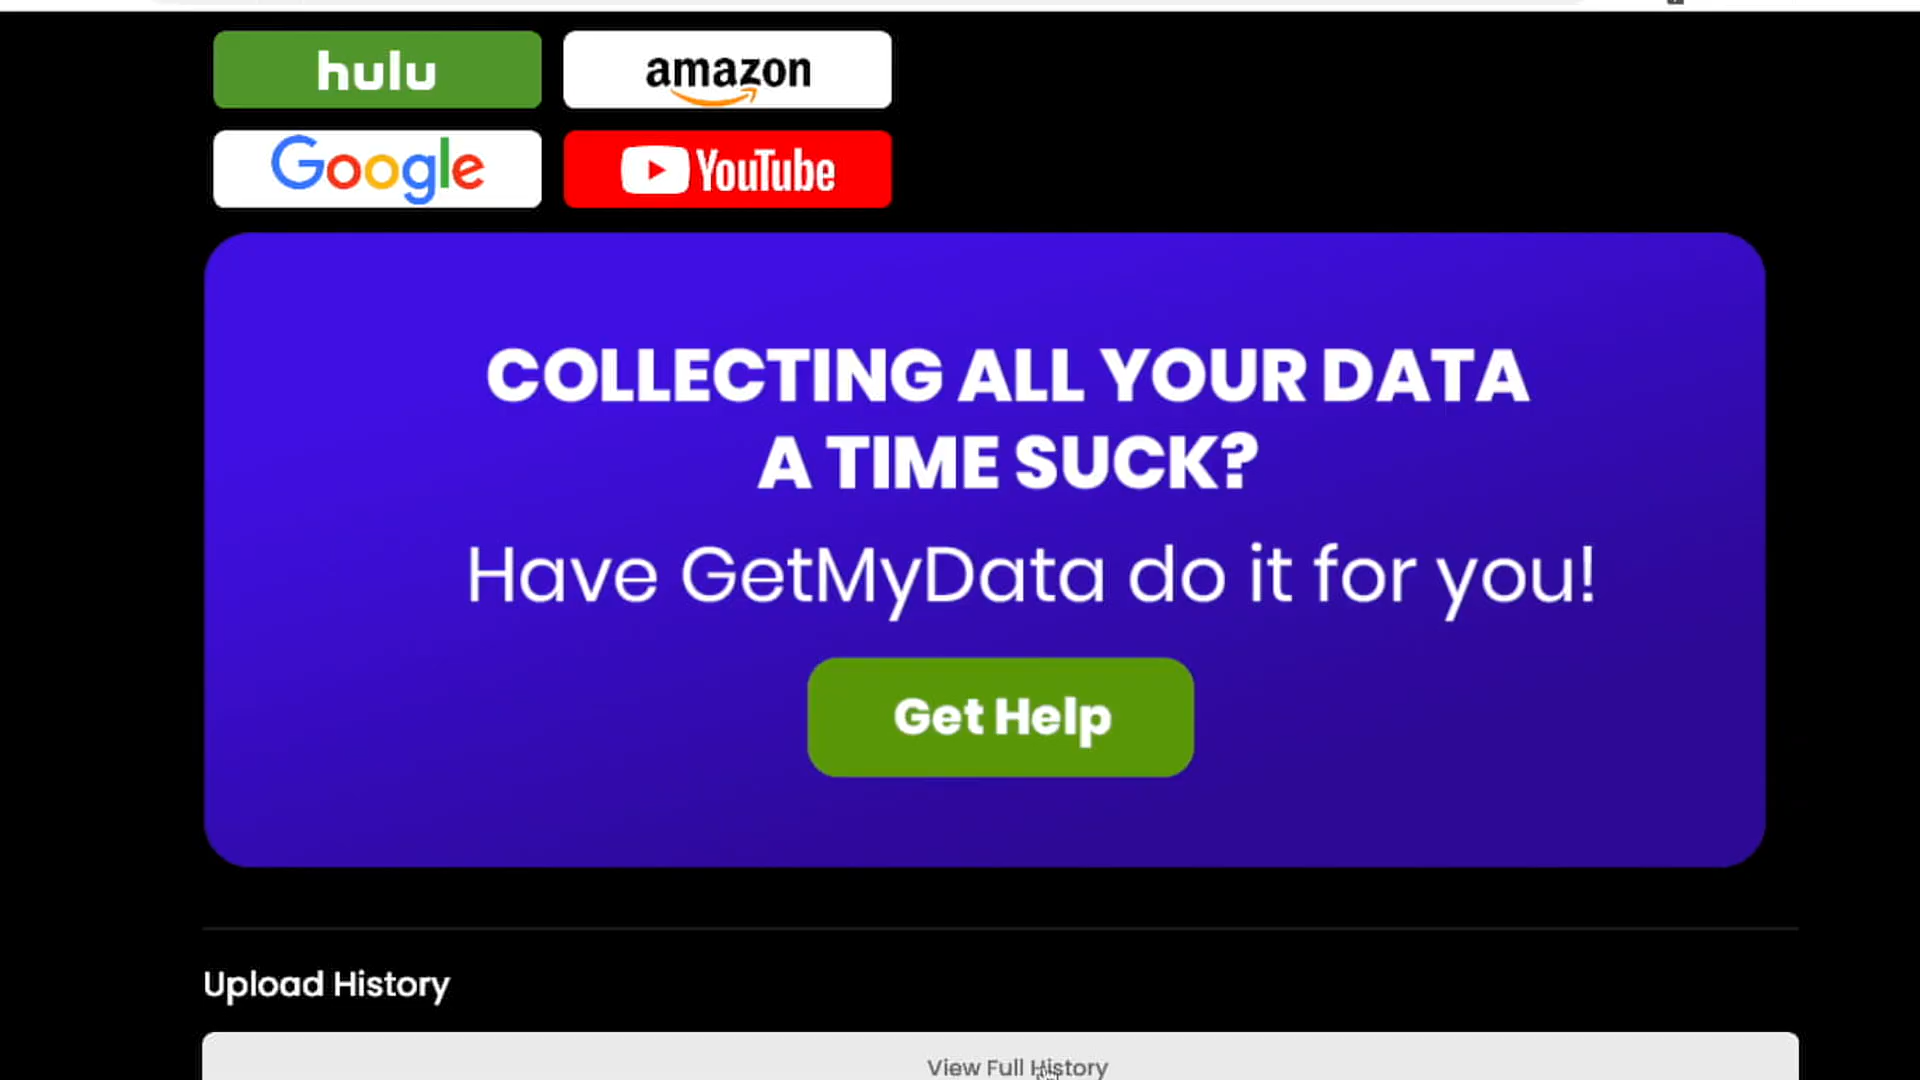 hulu
amazon
Google
YouTube
COLLECTING ALL YOUR DATA
A TIME SUCK?
Have GetMyData do it for you!
Get Help
Upload History
View Full History